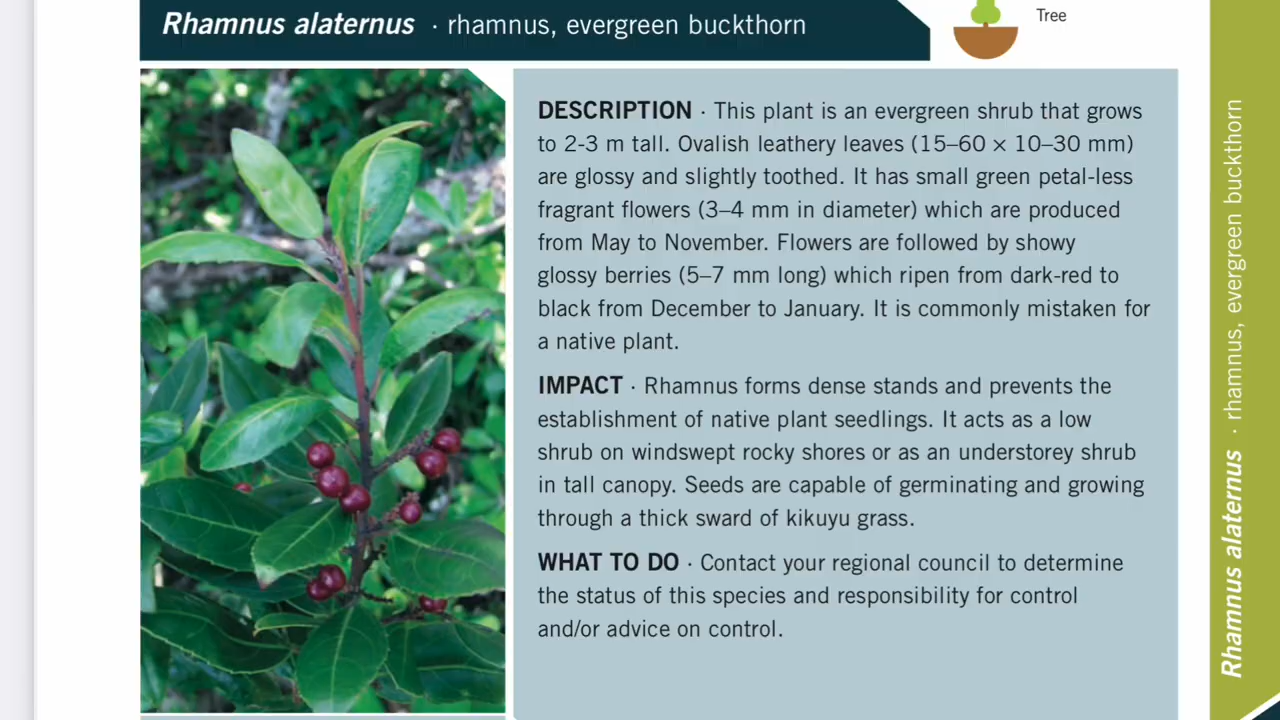 Rhamnus alaternus · rhamnus, evergreen buckthorn
Tree
DESCRIPTION · This plant is an evergreen shrub that grows
to 2-3 m tall. Ovalish leathery leaves (15–60 × 10–30 mm)
are glossy and slightly toothed. It has small green petal-less
fragrant flowers (3–4 mm in diameter) which are produced
from May to November. Flowers are followed by showy
glossy berries (5–7 mm long) which ripen from dark-red to
black from December to January. It is commonly mistaken for
a native plant.
IMPACT · Rhamnus forms dense stands and prevents the
establishment of native plant seedlings. It acts as a low
shrub on windswept rocky shores or as an understorey shrub
in tall canopy. Seeds are capable of germinating and growing
through a thick sward of kikuyu grass.
WHAT TO DO · Contact your regional council to determine
the status of this species and responsibility for control
and/or advice on control.
Rhamnus alaternus · rhamnus, evergreen buckthorn